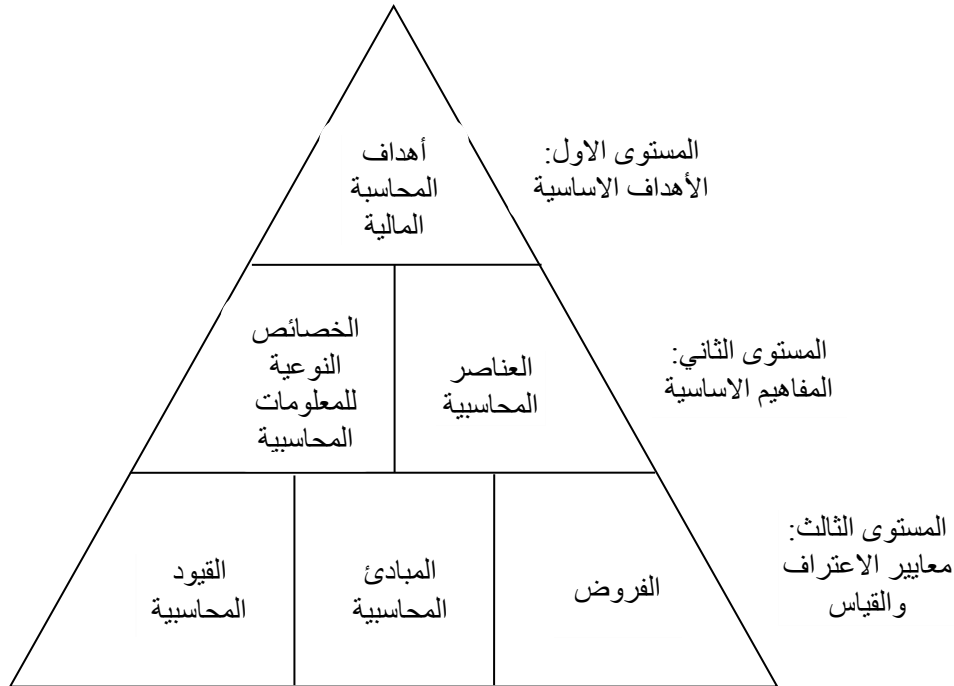 أهداف
المحاسبة
المالية
المستوى الاول:
الأهداف الاساسية
الخصائص
النوعية
للمعلومات
المحاسبية
العناصر
المحاسبية
المستوى الثاني:
المفاهيم الاساسية
القيود
المحاسبية
المبادئ
المحاسبية
الفروض
المستوى الثالث:
معايير الاعتراف
والقياس